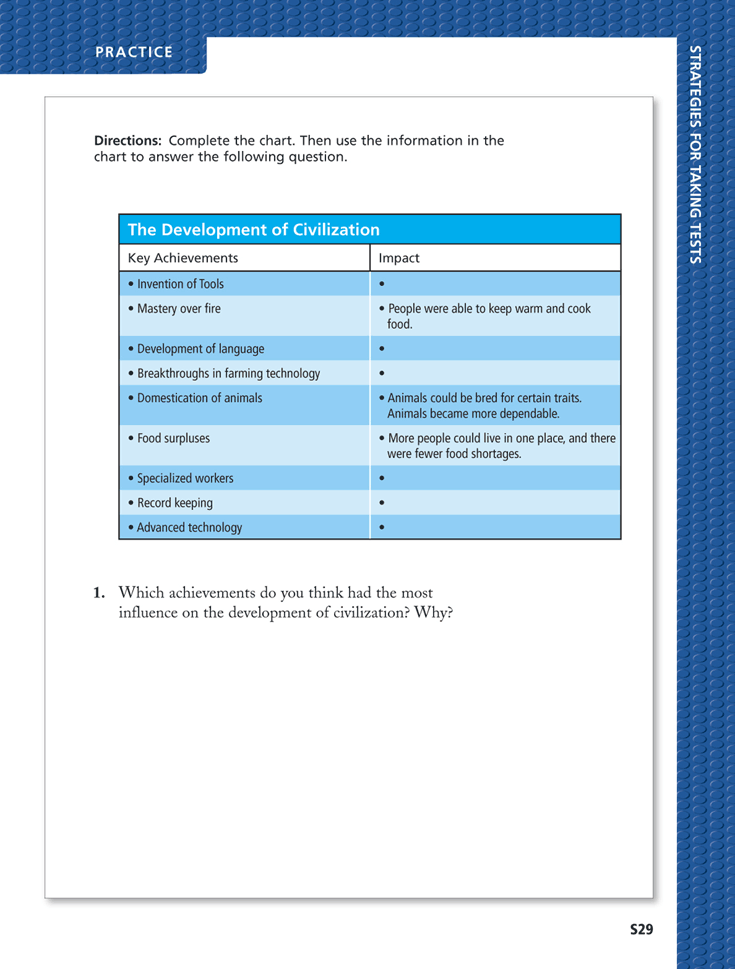 PRACTICE
STRATEGIES FOR TAKING TESTS
Directions: Complete the chart. Then use the information in the
chart to answer the following question.
The Development of Civilization
Key Achievements Impact
• Invention of Tools •
• Mastery over fire • People were able to keep warm and cook
food.
• Development of language •
• Breakthroughs in farming technology •
• Domestication of animals • Animals could be bred for certain traits.
Animals became more dependable.
• Food surpluses • More people could live in one place, and there
were fewer food shortages.
• Specialized workers •
• Record keeping •
• Advanced technology •
1. Which achievements do you think had the most
influence on the development of civilization? Why?
S29